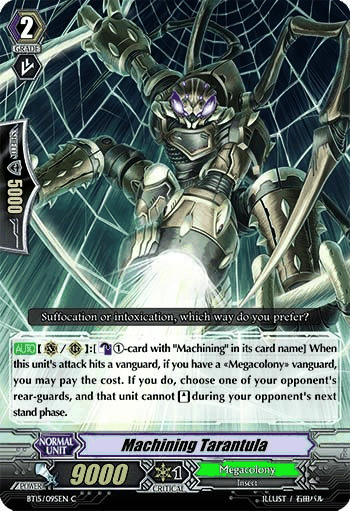 2
GRADE
SHIELD
5000
Suffocation or intoxication, which way do you prefer?
AUTO [ / ]:[ ①-card with "Machining" in its card name] When
this unit's attack hits a vanguard, if you have a «Megacolony» vanguard,
you may pay the cost. If you do, choose one of your opponent's
rear-guards, and that unit cannot [ ] during your opponent's next
stand phase.
NORMAL
UNIT
Machining Tarantula
POWER
9000
1
CRITICAL
Megacolony
Insect
BT15/095EN C
ILLUST / 石田バル